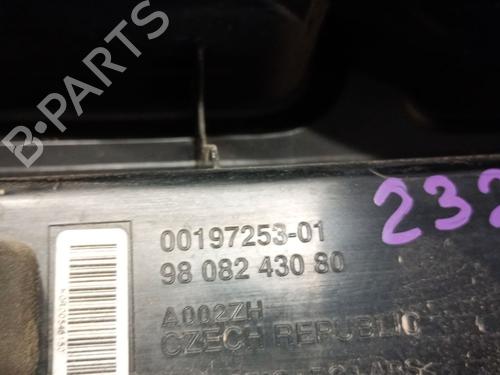 B-PARTS
232
00197253-01
98 082 430 80
A002ZH
CZECH REPUBLIC